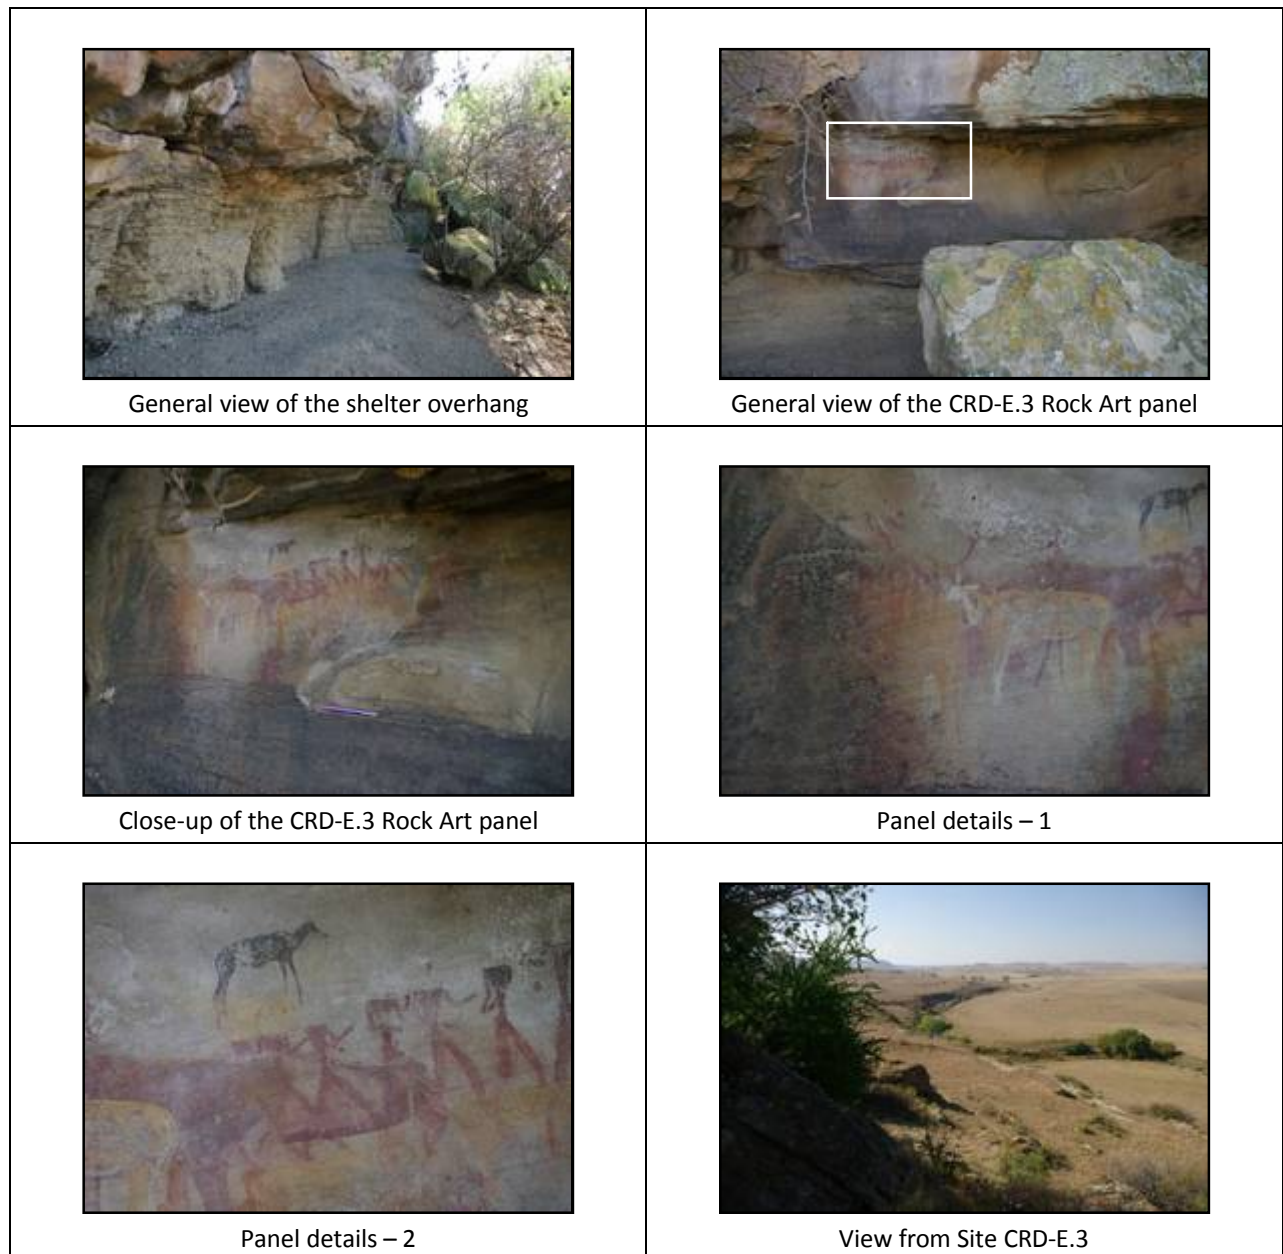 General view of the shelter overhang
General view of the CRD-E.3 Rock Art panel
Close-up of the CRD-E.3 Rock Art panel
Panel details – 1
Panel details – 2
View from Site CRD-E.3